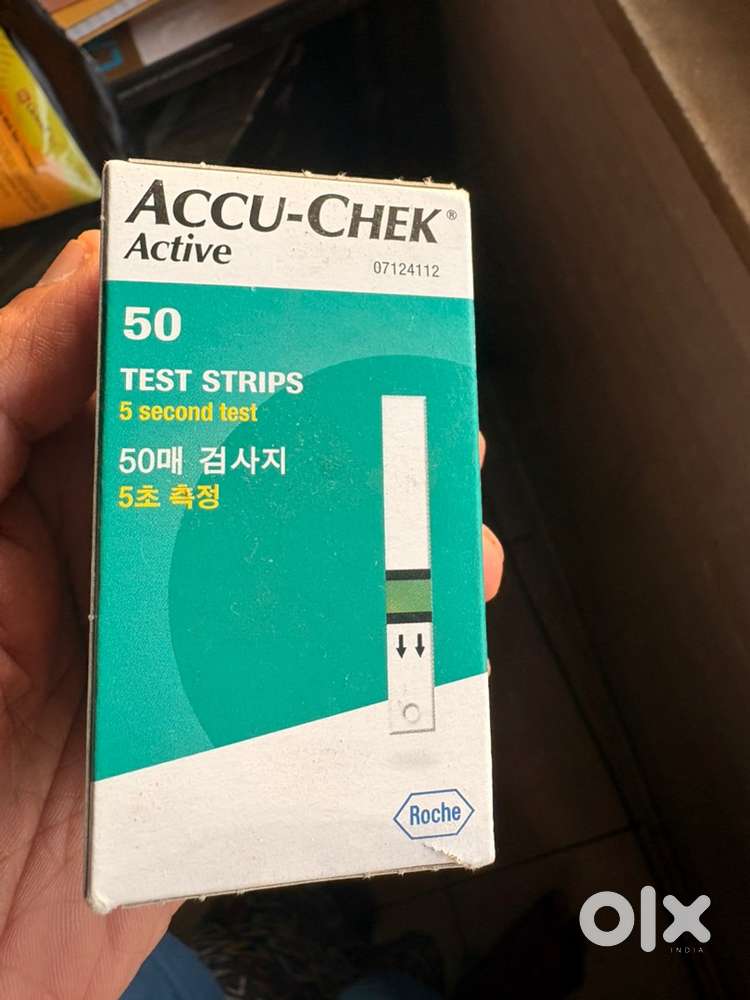 ACCU-CHEK®
Active
07124112
50
TEST STRIPS
5 second test
50매 검사지
5초 측정
Roche
olx
INDIA